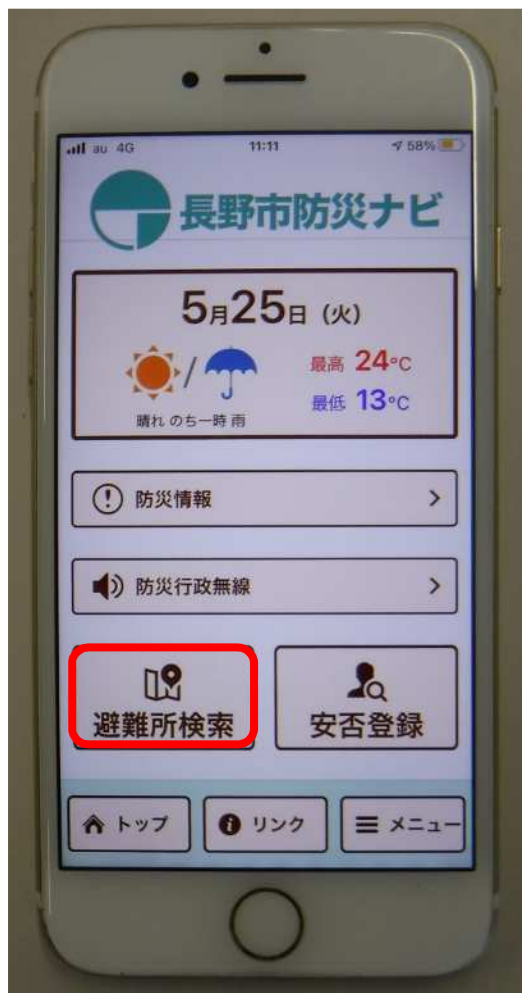 au 4G 11:11 58%
長野市防災ナビ
5月25日（火）
最高 24°C
最低 13°C
晴れ のち一時 雨
防災情報
防災行政無線
避難所検索
安否登録
トップ
リンク
メニュー